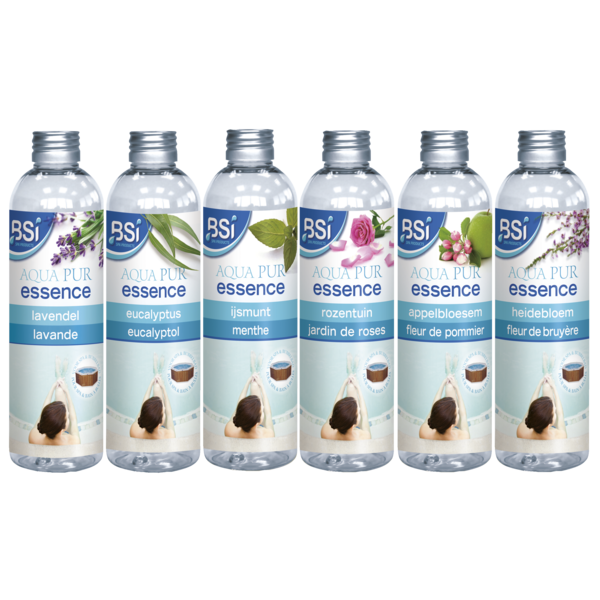 BSi
AQUA PUR
essence
lavendel
lavande
BSi
AQUA PUR
essence
eucalyptus
eucalyptol
BSi
AQUA PUR
essence
ijsmunt
menthe
BSi
AQUA PUR
essence
rozentuin
jardin de roses
BSi
AQUA PUR
essence
appelbloesem
fleur de pommier
BSi
AQUA PUR
essence
heidebloem
fleur de bruyère